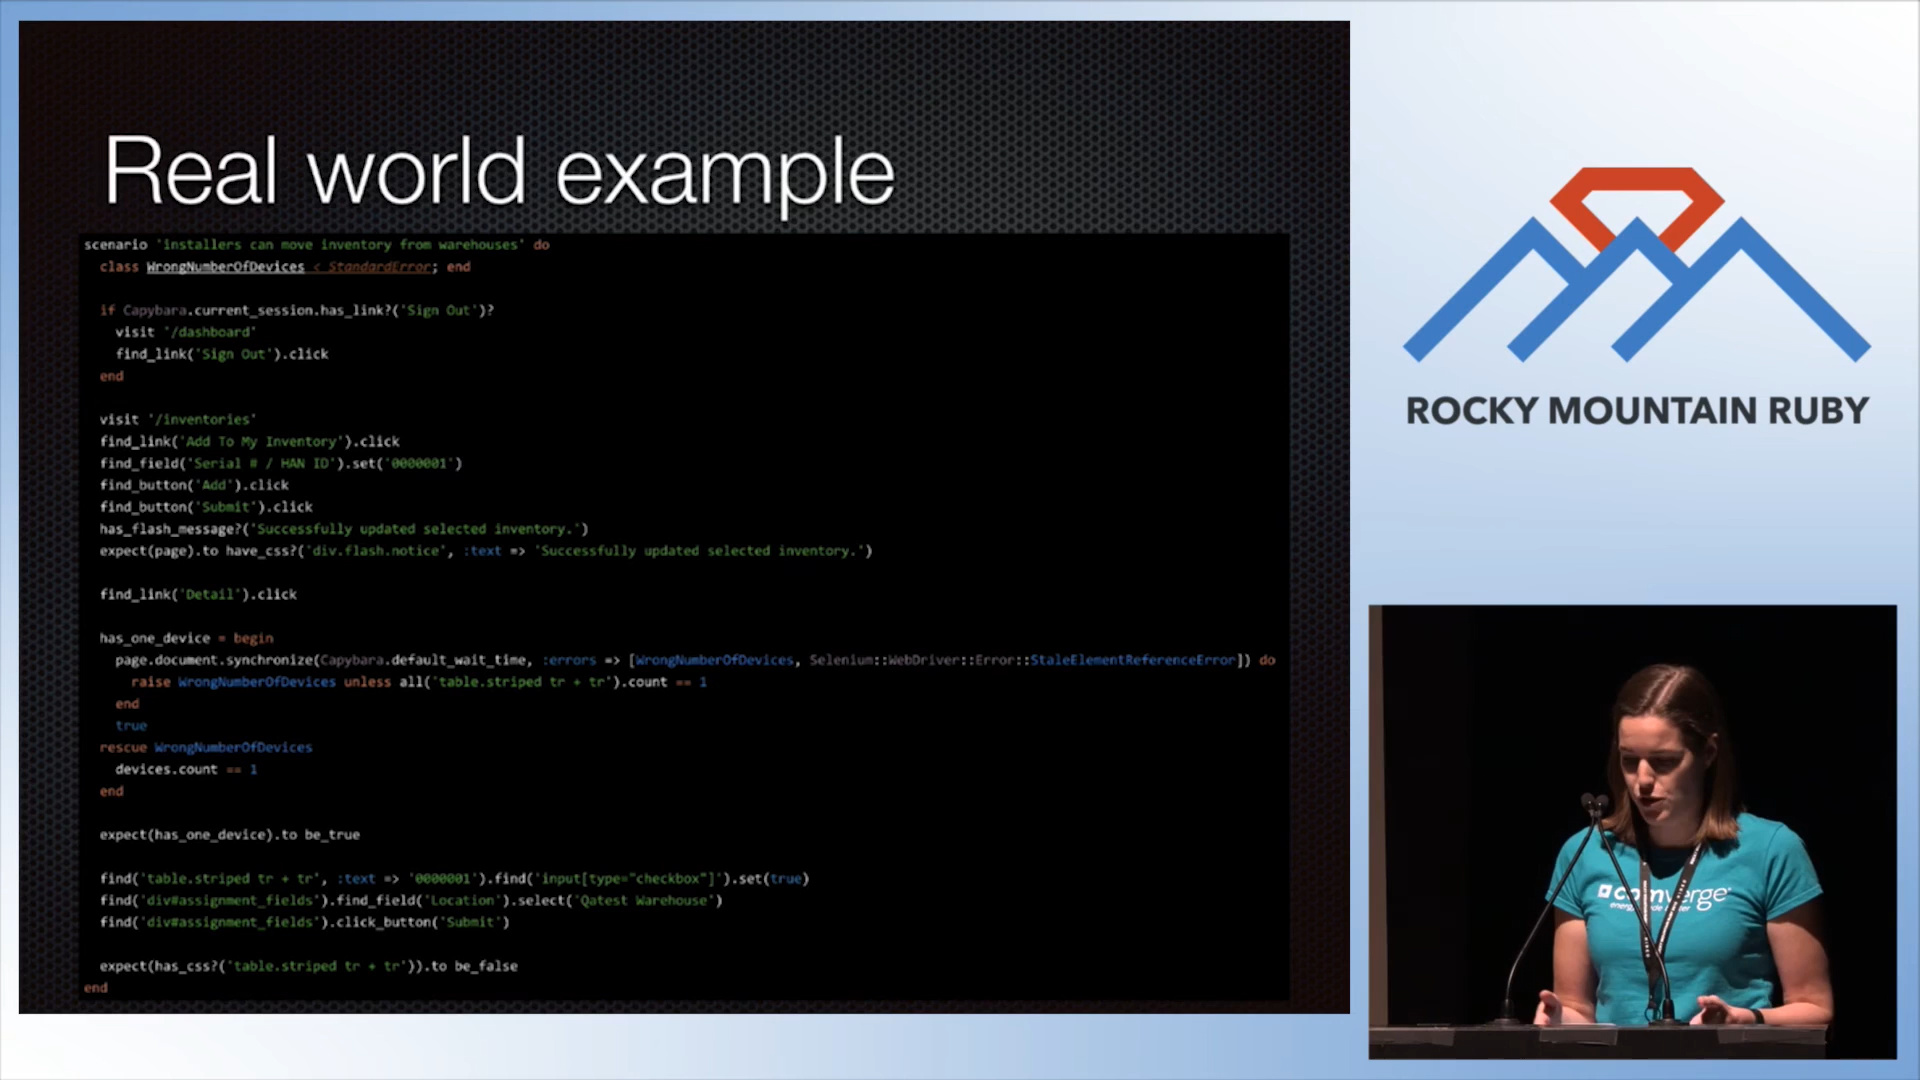 Real world example
scenario 'installers can move inventory from warehouses' do
class WrongNumberOfDevices < StandardError; end
if Capybara.current_session.has_link?('Sign Out')?
visit '/dashboard'
find_link('Sign Out').click
end
visit '/inventories'
find_link('Add To My Inventory').click
find_field('Serial # / HAN ID').set('0000001')
find_button('Add').click
find_button('Submit').click
has_flash_message?('Successfully updated selected inventory.')
expect(page).to have_css?('div.flash.notice', :text => 'Successfully updated selected inventory.')
find_link('Detail').click
has_one_device = begin
page.document.synchronize(Capybara.default_wait_time, :errors => [WrongNumberOfDevices, Selenium::WebDriver::Error::StaleElementReferenceError]) do
raise WrongNumberOfDevices unless all('table.striped tr + tr').count == 1
end
true
rescue WrongNumberOfDevices
devices.count == 1
end
expect(has_one_device).to be_true
find('table.striped tr + tr', :text => '0000001').find('input[type="checkbox"]').set(true)
find('div#assignment_fields').find_field('Location').select('Qatest Warehouse')
find('div#assignment_fields').click_button('Submit')
expect(has_css?('table.striped tr + tr')).to be_false
end
ROCKY MOUNTAIN RUBY
comverge